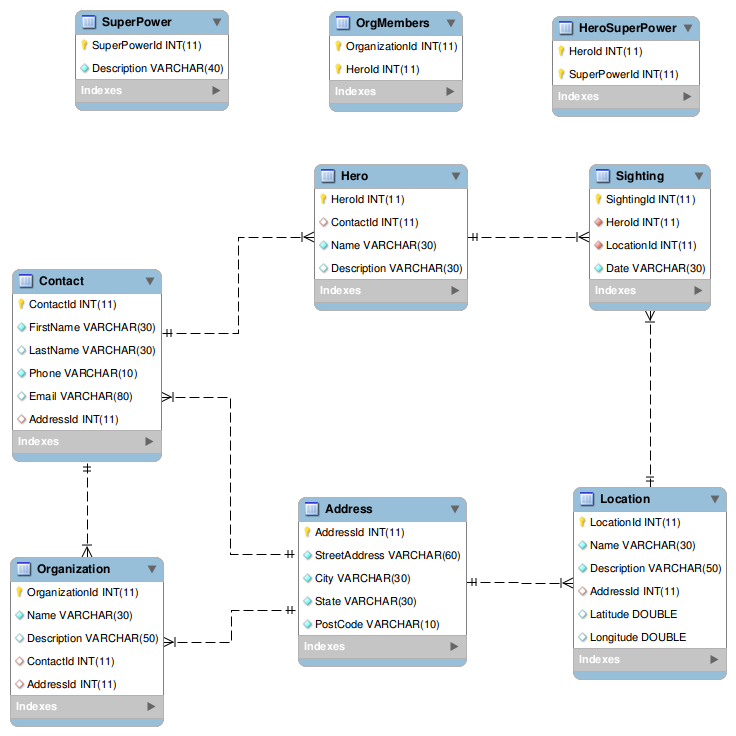 SuperPower
SuperPowerId INT(11)
Description VARCHAR(40)
Indexes
OrgMembers
OrganizationId INT(11)
HeroId INT(11)
Indexes
HeroSuperPower
HeroId INT(11)
SuperPowerId INT(11)
Indexes
Hero
HeroId INT(11)
ContactId INT(11)
Name VARCHAR(30)
Description VARCHAR(30)
Indexes
Sighting
SightingId INT(11)
HeroId INT(11)
LocationId INT(11)
Date VARCHAR(30)
Indexes
Contact
ContactId INT(11)
FirstName VARCHAR(30)
LastName VARCHAR(30)
Phone VARCHAR(10)
Email VARCHAR(80)
AddressId INT(11)
Indexes
Address
AddressId INT(11)
StreetAddress VARCHAR(60)
City VARCHAR(30)
State VARCHAR(30)
PostCode VARCHAR(10)
Indexes
Location
LocationId INT(11)
Name VARCHAR(30)
Description VARCHAR(50)
AddressId INT(11)
Latitude DOUBLE
Longitude DOUBLE
Indexes
Organization
OrganizationId INT(11)
Name VARCHAR(30)
Description VARCHAR(50)
ContactId INT(11)
AddressId INT(11)
Indexes